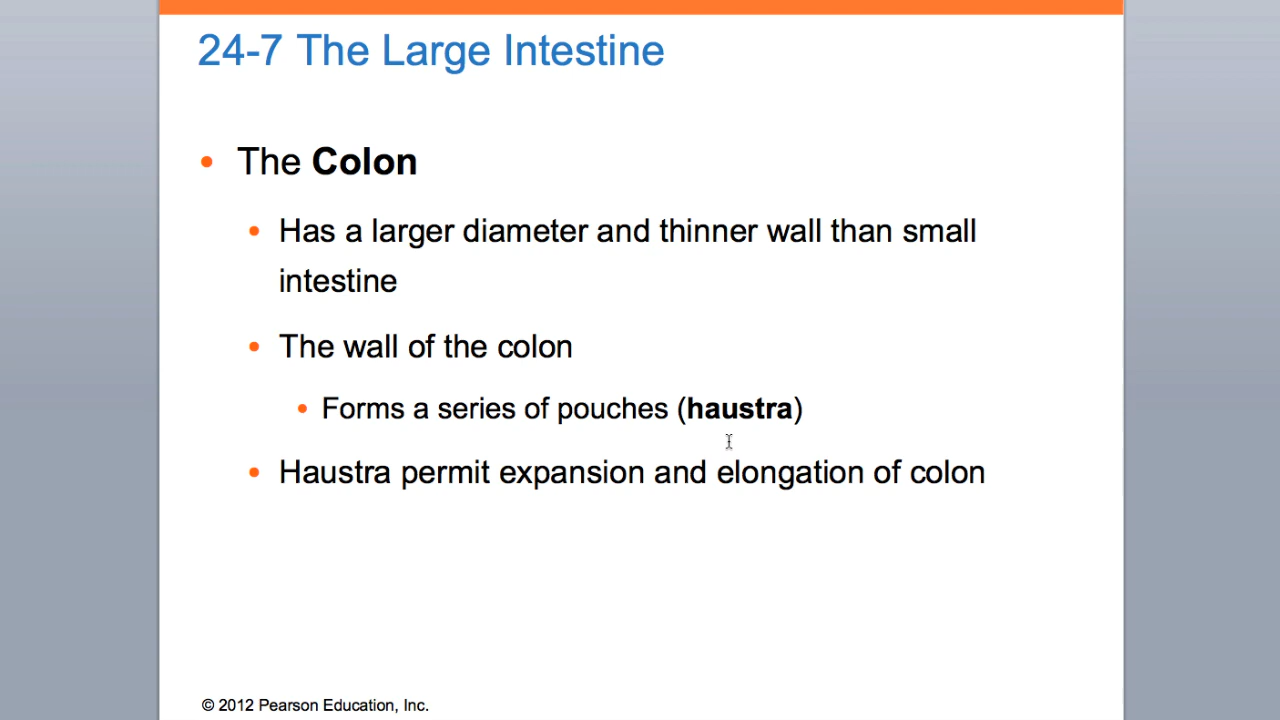 24-7 The Large Intestine
• The Colon
• Has a larger diameter and thinner wall than small
intestine
• The wall of the colon
• Forms a series of pouches (haustra)
• Haustra permit expansion and elongation of colon
© 2012 Pearson Education, Inc.